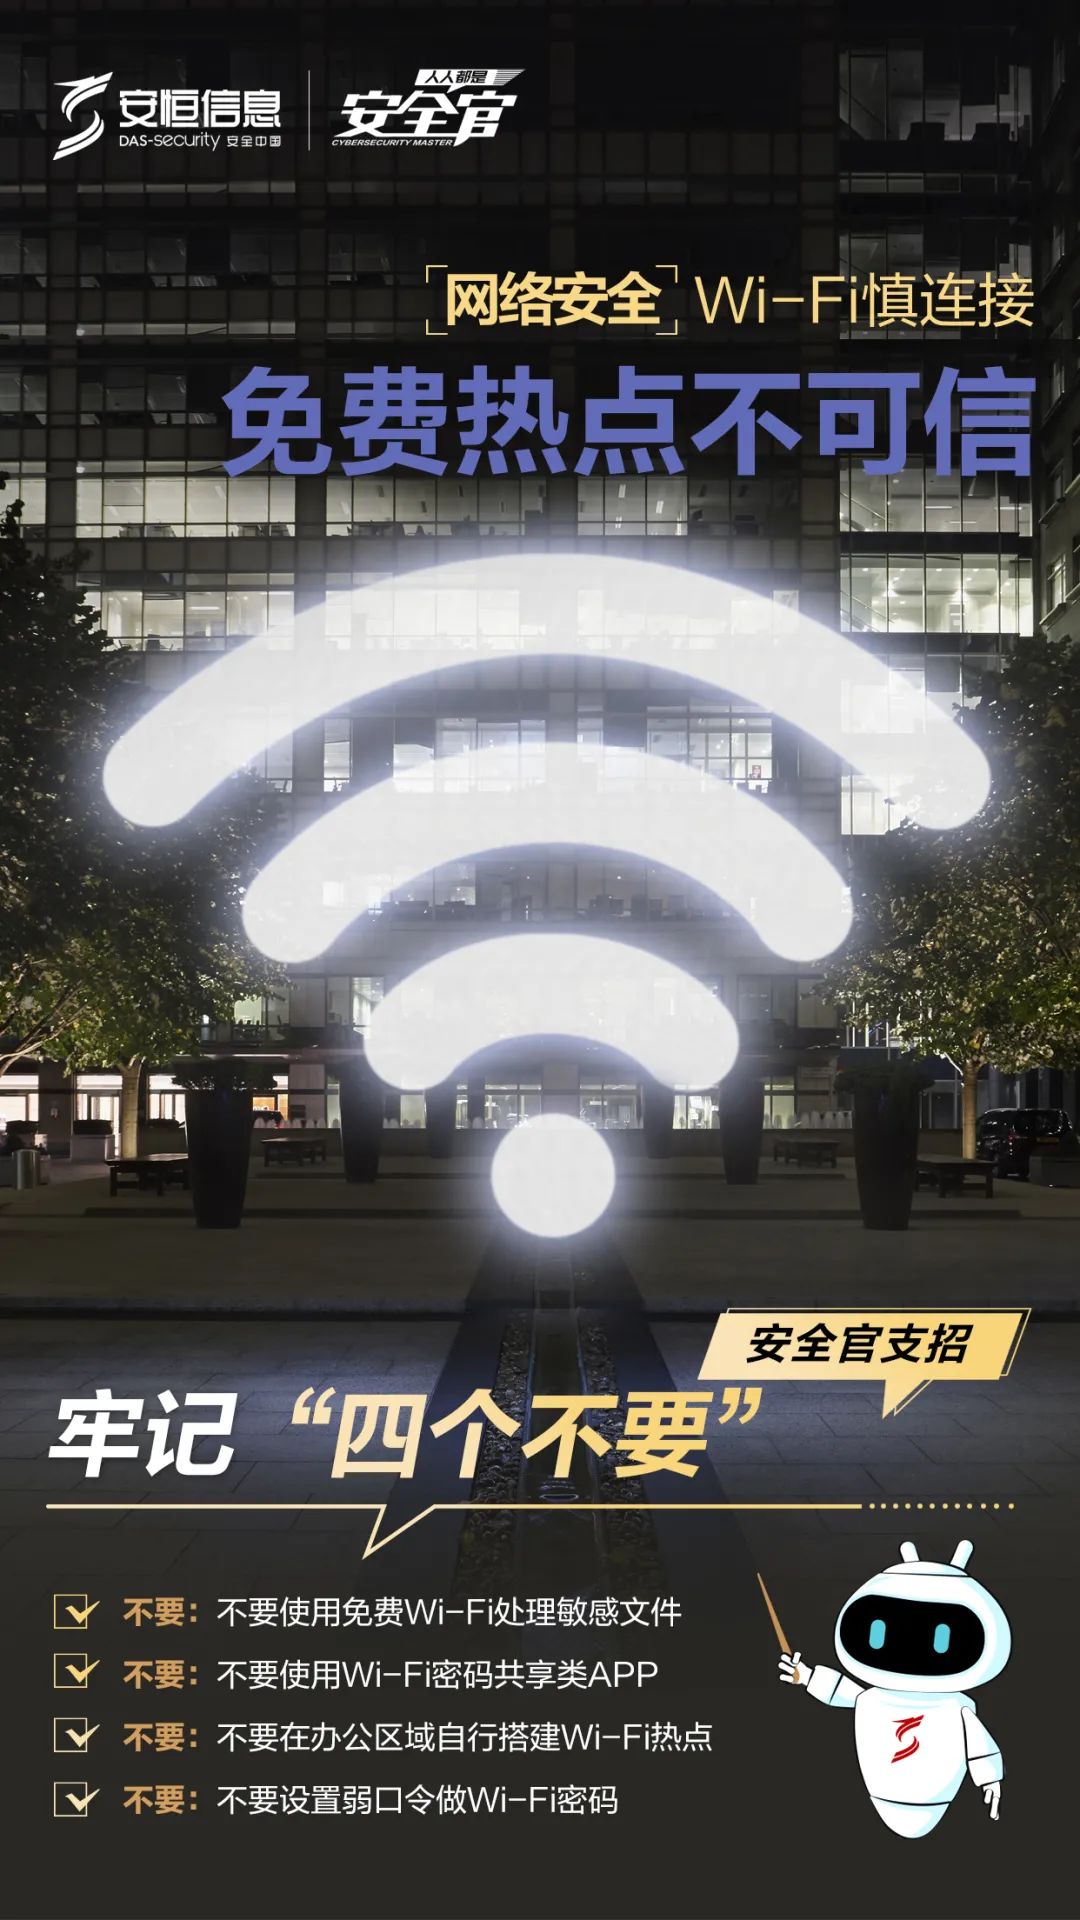 安恒信息
DAS-security 安全中国
人人都是
安全官
CYBERSECURITY MASTER
网络安全 Wi-Fi慎连接
免费热点不可信
安全官支招
牢记“四个不要”
不要：不要使用免费Wi-Fi处理敏感文件
不要：不要使用Wi-Fi密码共享类APP
不要：不要在办公区域自行搭建Wi-Fi热点
不要：不要设置弱口令做Wi-Fi密码